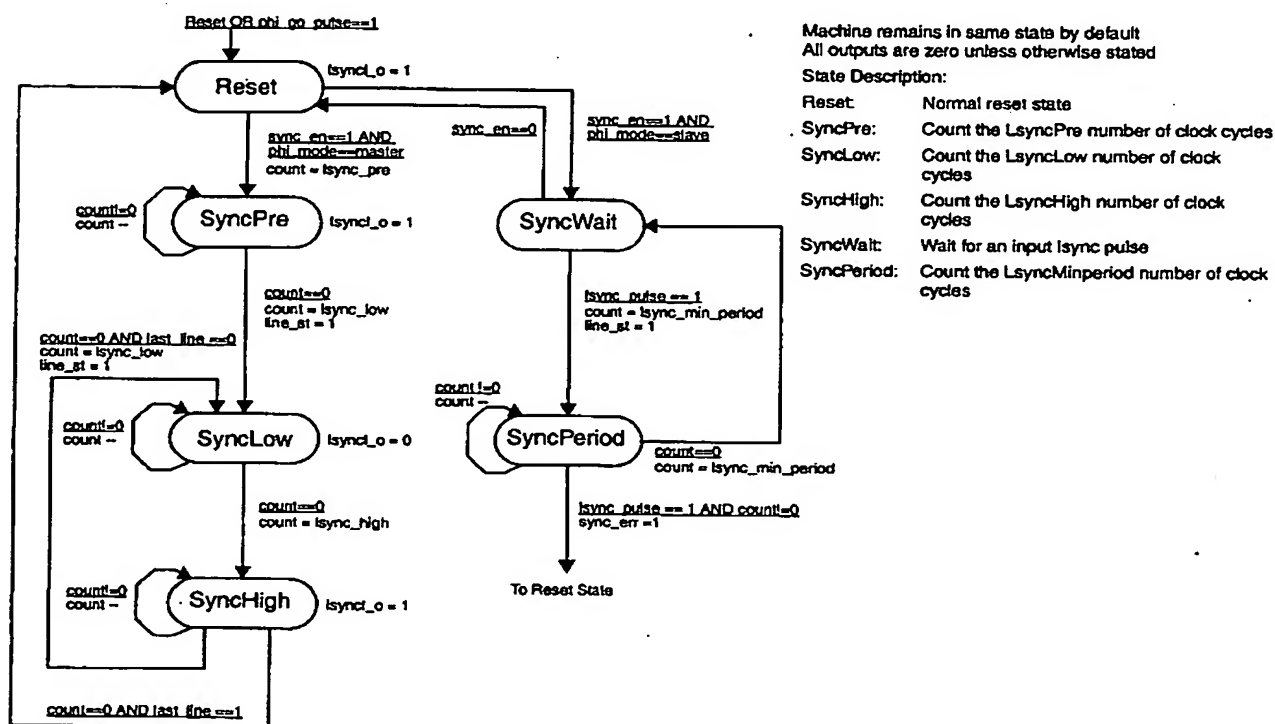 Reset OR phi_go_pulse==1
Reset
lsyncl_o = 1
sync_en==1 AND
phi_mode==master
count = lsync_pre
sync_en==0
sync_en==1 AND
phi_mode==slave
count!=0
count --
SyncPre
lsyncl_o = 1
SyncWait
count==0
count = lsync_low
line_st = 1
lsync_pulse == 1
count = lsync_min_period
line_st = 1
count==0 AND last_line ==0
count = lsync_low
line_st = 1
count!=0
count --
SyncLow
lsyncl_o = 0
count !=0
count --
SyncPeriod
count==0
count = lsync_min_period
count==0
count = lsync_high
lsync_pulse == 1 AND count!=0
sync_err =1
To Reset State
count!=0
count --
SyncHigh
lsyncl_o = 1
count==0 AND last_line ==1
Machine remains in same state by default
All outputs are zero unless otherwise stated
State Description:
Reset: Normal reset state
SyncPre: Count the LsyncPre number of clock cycles
SyncLow: Count the LsyncLow number of clock
cycles
SyncHigh: Count the LsyncHigh number of clock
cycles
SyncWait: Wait for an input lsync pulse
SyncPeriod: Count the LsyncMinperiod number of clock
cycles